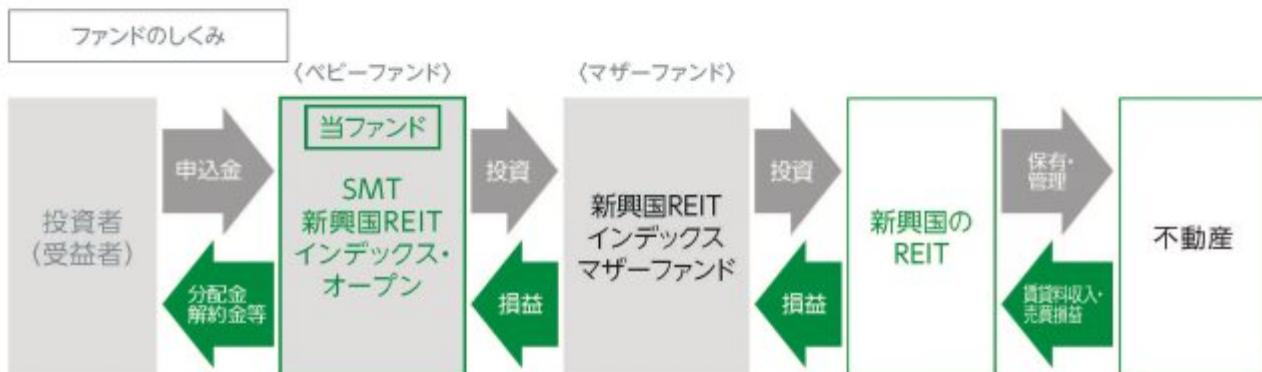 ファンドのしくみ
〈ベビーファンド〉
〈マザーファンド〉
投資者
(受益者)
申込金
分配金
解約金等
当ファンド
SMT
新興国REIT
インデックス・
オープン
投資
損益
新興国REIT
インデックス
マザーファンド
投資
損益
新興国の
REIT
保有・
管理
賃貸料収入・
売買損益
不動産